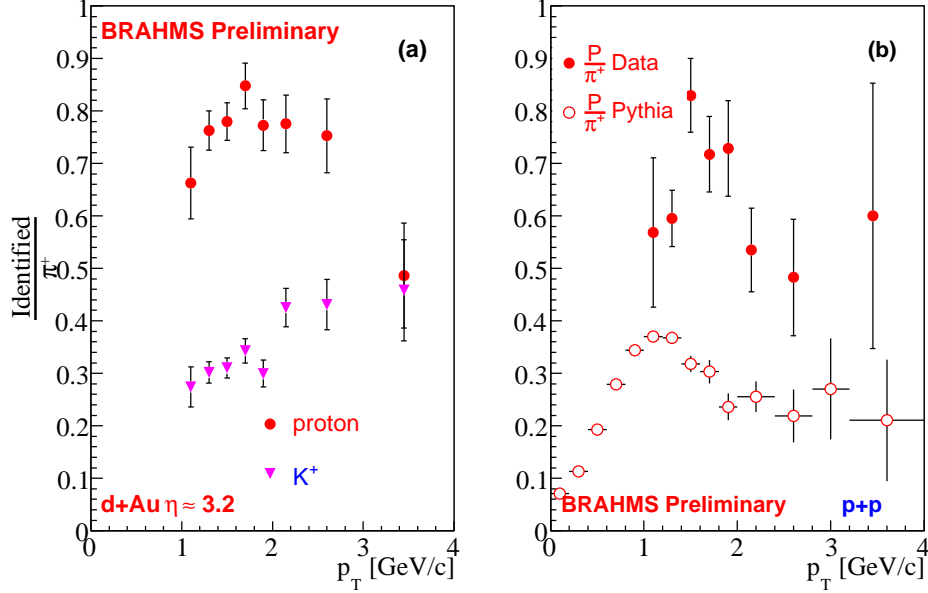 BRAHMS Preliminary
(a)
Identified
π⁺
1
0.9
0.8
0.7
0.6
0.5
0.4
0.3
0.2
0.1
0
proton
K⁺
d+Au η ≈ 3.2
0 1 2 3 4
p_T [GeV/c]
(b)
P
π⁺ Data
P
π⁺ Pythia
1
0.9
0.8
0.7
0.6
0.5
0.4
0.3
0.2
0.1
0
BRAHMS Preliminary
p+p
0 1 2 3 4
p_T [GeV/c]